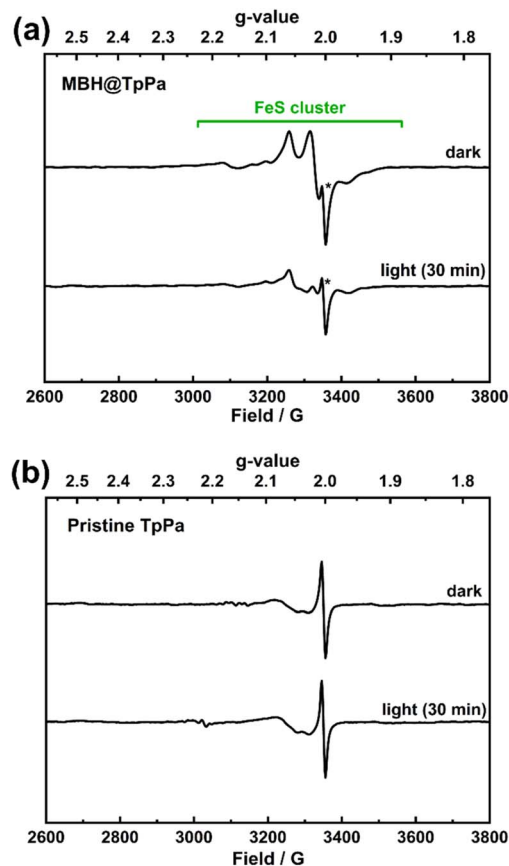 (a)
g-value
2.5 2.4 2.3 2.2 2.1 2.0 1.9 1.8
MBH@TpPa
FeS cluster
dark
*
light (30 min)
*
2600 2800 3000 3200 3400 3600 3800
Field / G
(b)
g-value
2.5 2.4 2.3 2.2 2.1 2.0 1.9 1.8
Pristine TpPa
dark
light (30 min)
2600 2800 3000 3200 3400 3600 3800
Field / G